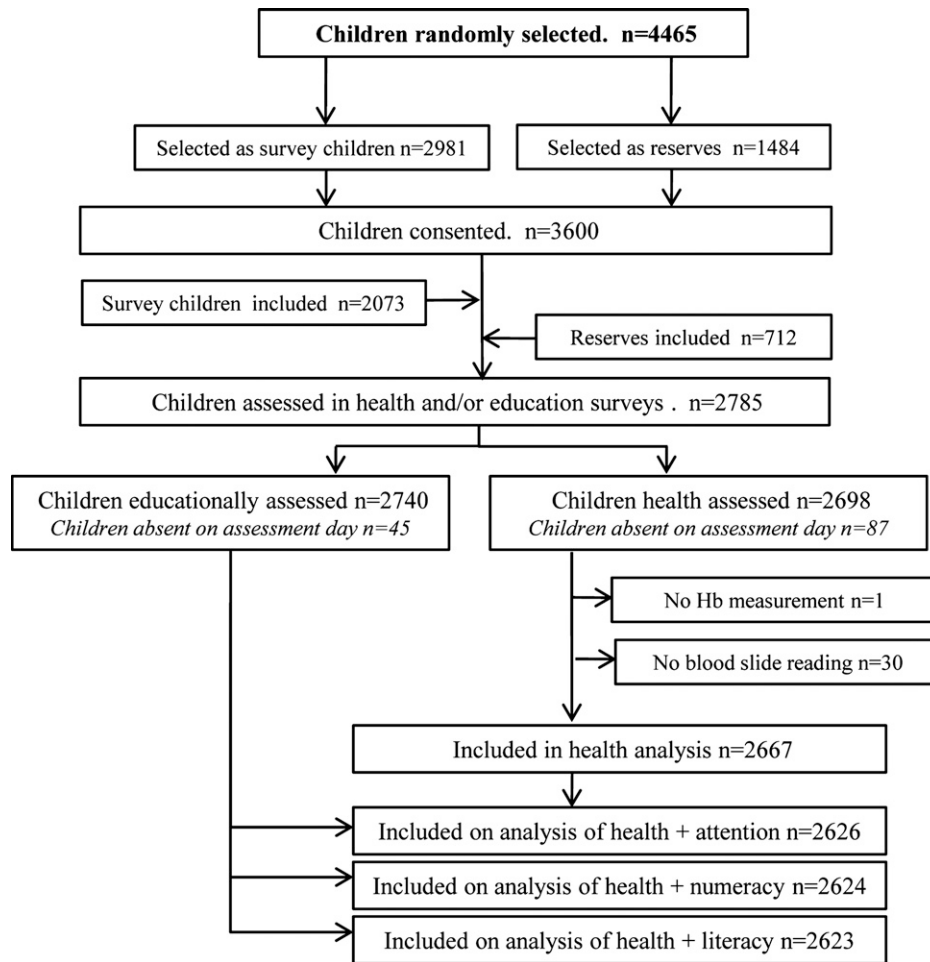 Children randomly selected. n=4465
Selected as survey children n=2981
Selected as reserves n=1484
Children consented. n=3600
Survey children included n=2073
Reserves included n=712
Children assessed in health and/or education surveys . n=2785
Children educationally assessed n=2740
Children absent on assessment day n=45
Children health assessed n=2698
Children absent on assessment day n=87
No Hb measurement n=1
No blood slide reading n=30
Included in health analysis n=2667
Included on analysis of health + attention n=2626
Included on analysis of health + numeracy n=2624
Included on analysis of health + literacy n=2623